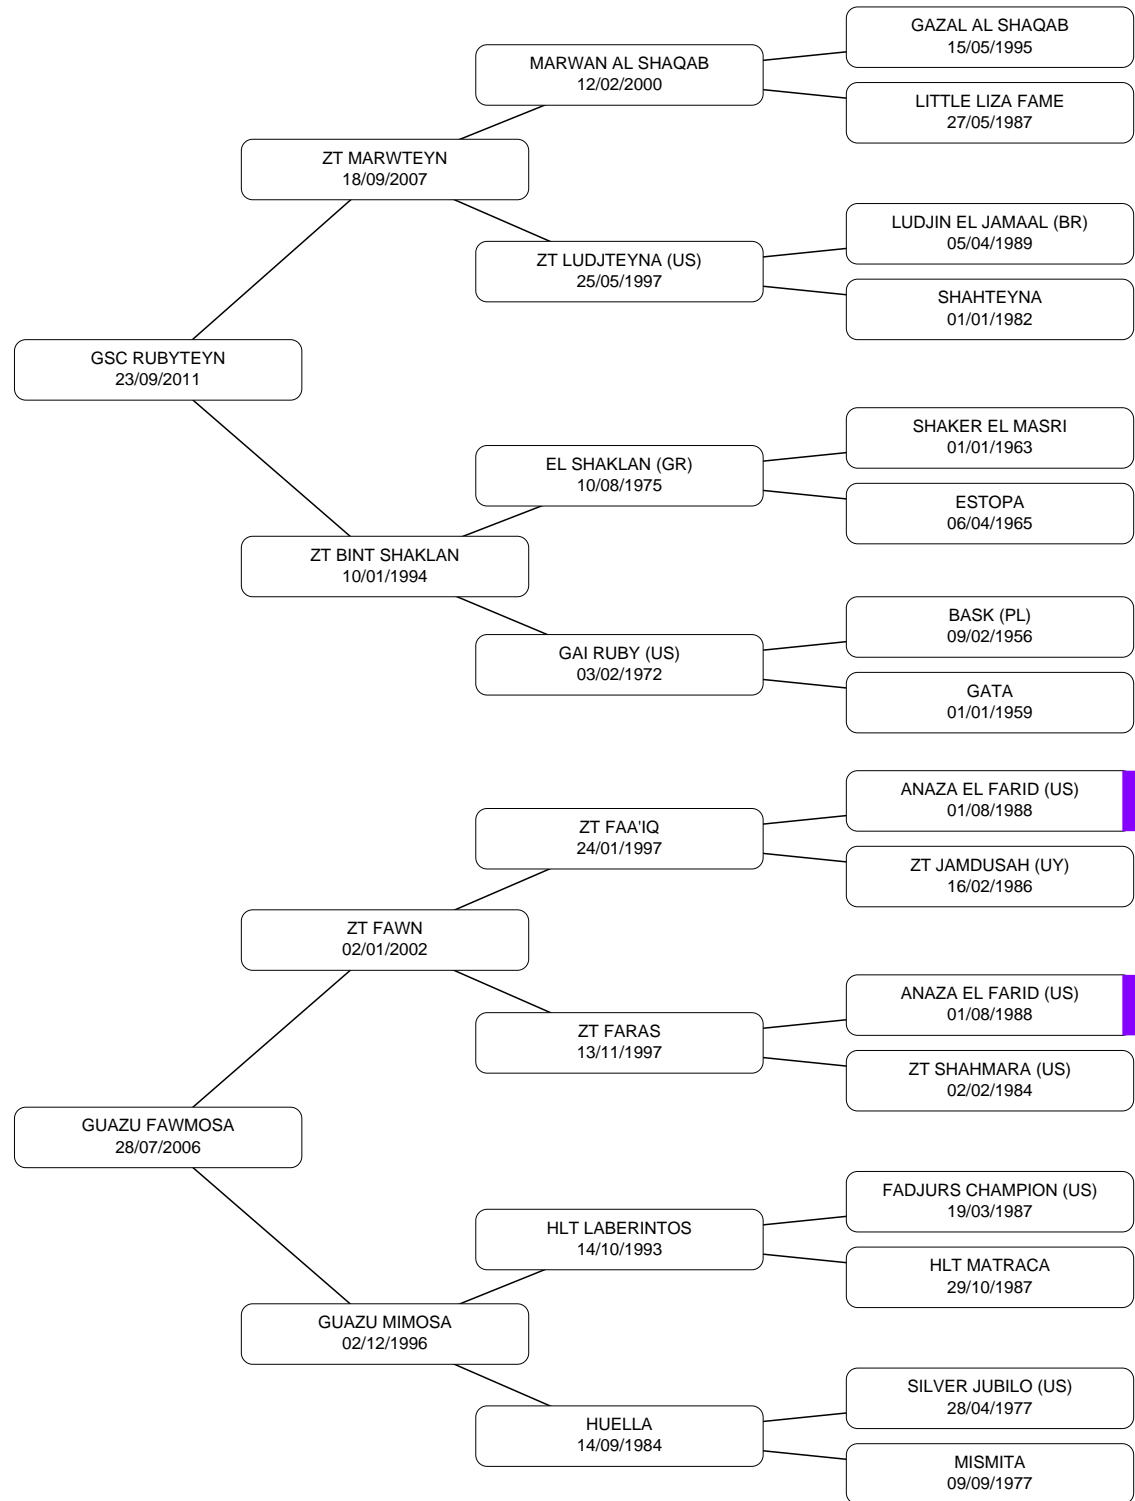 GAZAL AL SHAQAB
15/05/1995
MARWAN AL SHAQAB
12/02/2000
LITTLE LIZA FAME
27/05/1987
ZT MARWTEYN
18/09/2007
LUDJIN EL JAMAAL (BR)
05/04/1989
ZT LUDJTEYNA (US)
25/05/1997
SHAHTEYNA
01/01/1982
GSC RUBYTEYN
23/09/2011
SHAKER EL MASRI
01/01/1963
EL SHAKLAN (GR)
10/08/1975
ESTOPA
06/04/1965
ZT BINT SHAKLAN
10/01/1994
BASK (PL)
09/02/1956
GAI RUBY (US)
03/02/1972
GATA
01/01/1959
ANAZA EL FARID (US)
01/08/1988
ZT FAA'IQ
24/01/1997
ZT JAMDUSAH (UY)
16/02/1986
ZT FAWN
02/01/2002
ANAZA EL FARID (US)
01/08/1988
ZT FARAS
13/11/1997
ZT SHAHMARA (US)
02/02/1984
GUAZU FAWMOSA
28/07/2006
FADJURS CHAMPION (US)
19/03/1987
HLT LABERINTOS
14/10/1993
HLT MATRACA
29/10/1987
GUAZU MIMOSA
02/12/1996
SILVER JUBILO (US)
28/04/1977
HUELLA
14/09/1984
MISMITA
09/09/1977